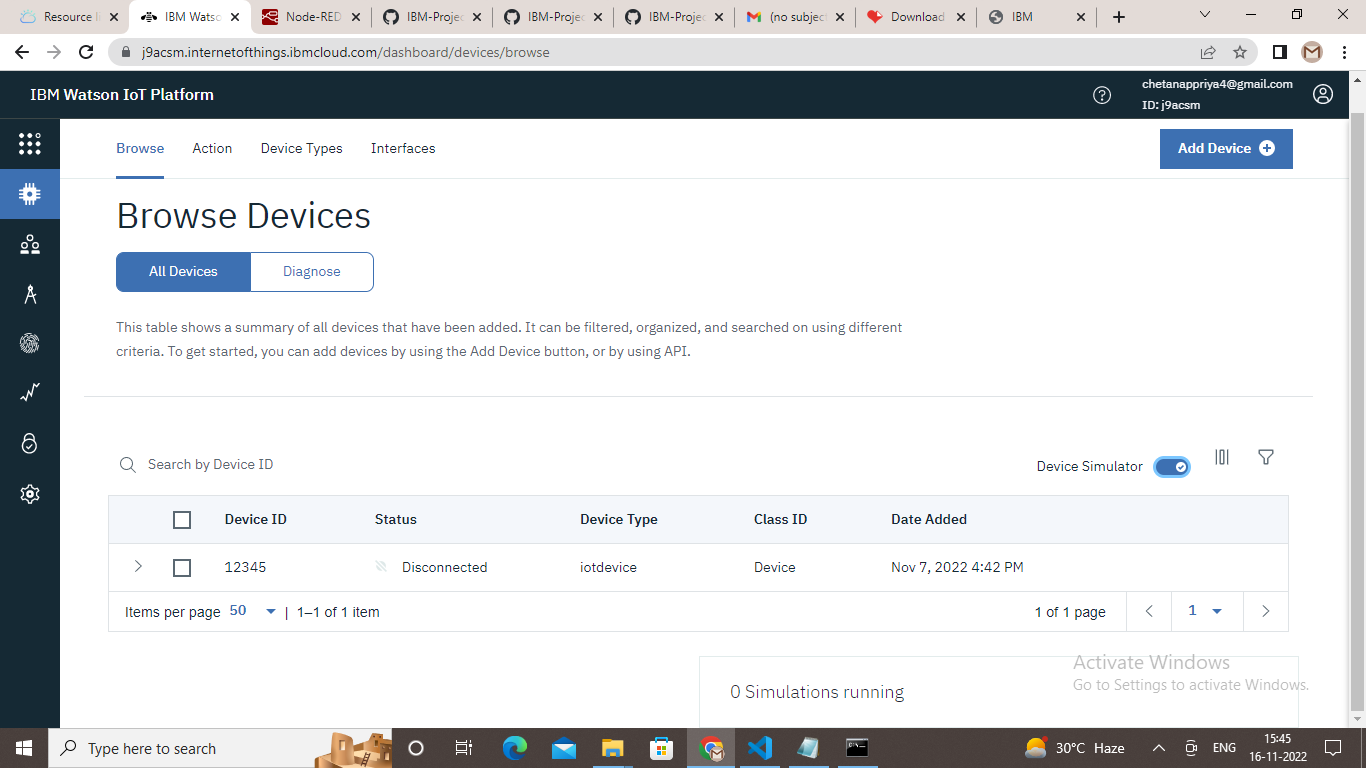 Resource li
IBM Watso
Node-RED
IBM-Projec
IBM-Projec
IBM-Projec
(no subject
Download
IBM
j9acsm.internetofthings.ibmcloud.com/dashboard/devices/browse
IBM Watson IoT Platform
chetanappriya4@gmail.com
ID: j9acsm
Browse
Action
Device Types
Interfaces
Add Device
Browse Devices
All Devices
Diagnose
This table shows a summary of all devices that have been added. It can be filtered, organized, and searched on using different
criteria. To get started, you can add devices by using the Add Device button, or by using API.
Search by Device ID
Device Simulator
Device ID Status Device Type Class ID Date Added
12345 Disconnected iotdevice Device Nov 7, 2022 4:42 PM
Items per page 50 | 1–1 of 1 item
1 of 1 page
1
0 Simulations running
Activate Windows
Go to Settings to activate Windows.
Type here to search
30°C Haze
ENG
15:45
16-11-2022